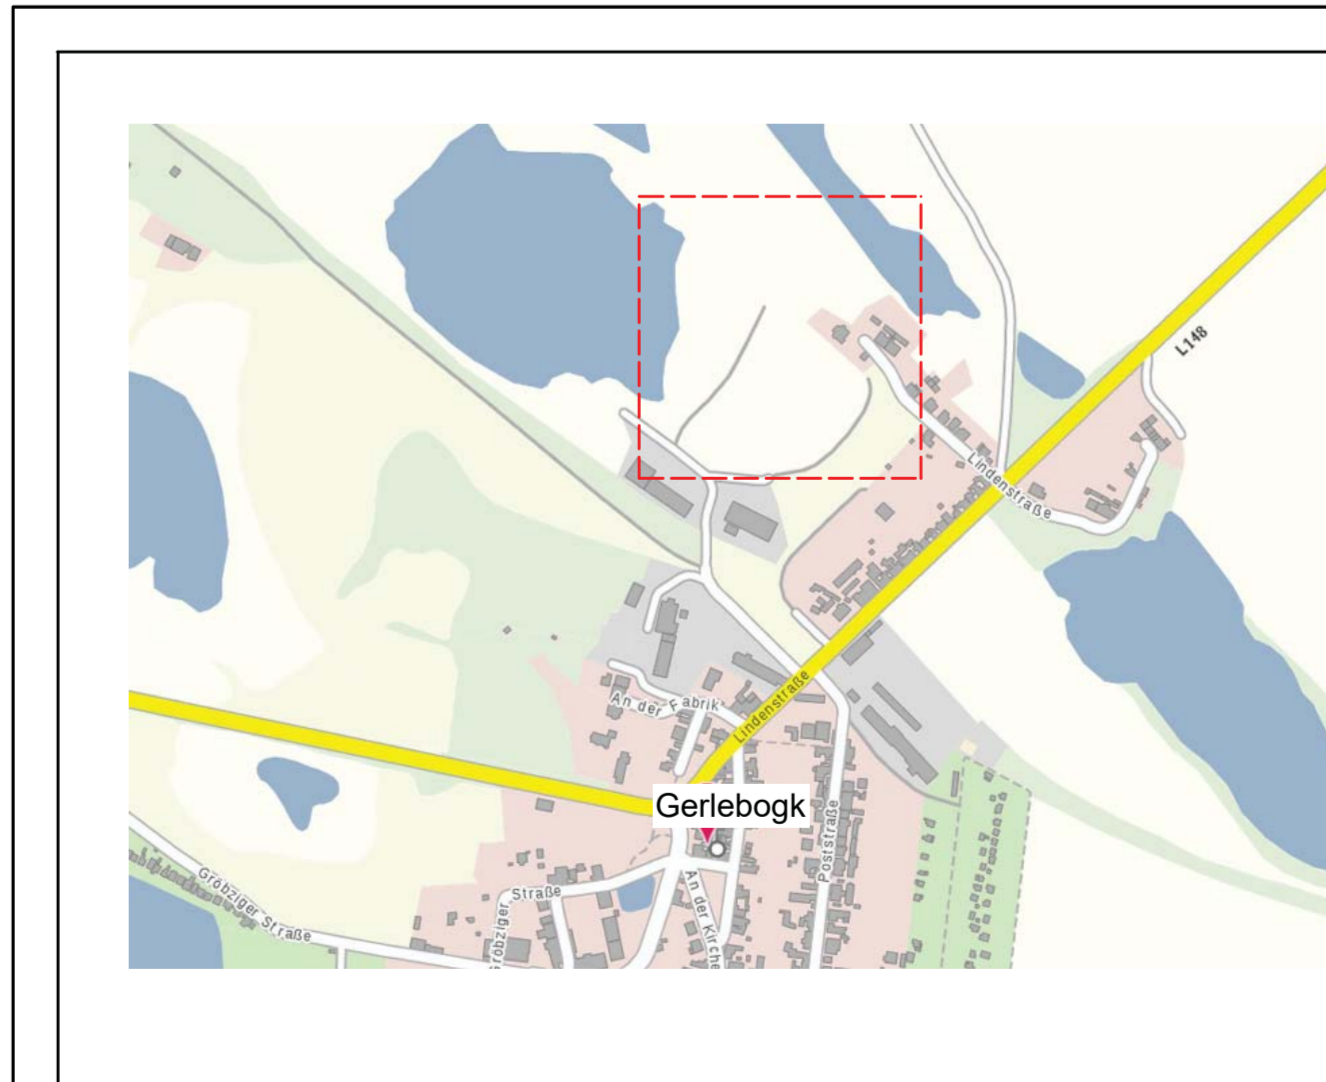 L148
Lindenstraße
An der Fabrik
Lindenstraße
Gerlebogk
Poststraße
Gröbziger Straße
Gröbziger
Straße
An der Kirche